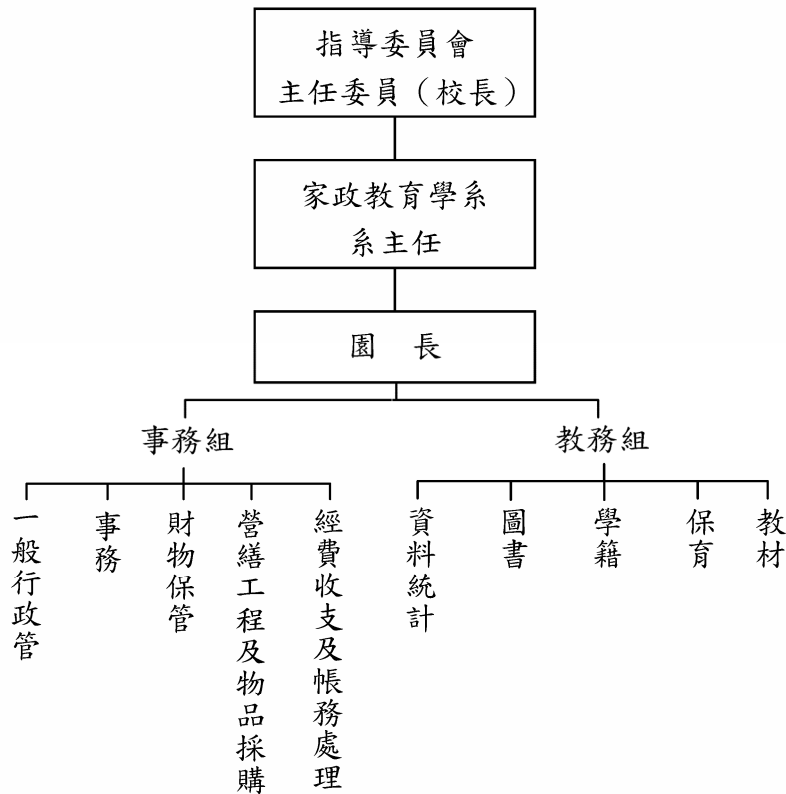 指導委員會
主任委員（校長）
家政教育學系
系主任
園　長
事務組
教務組
一般行政管
事務
財物保管
營繕工程及物品採購
經費收支及帳務處理
資料統計
圖書
學籍
保育
教材